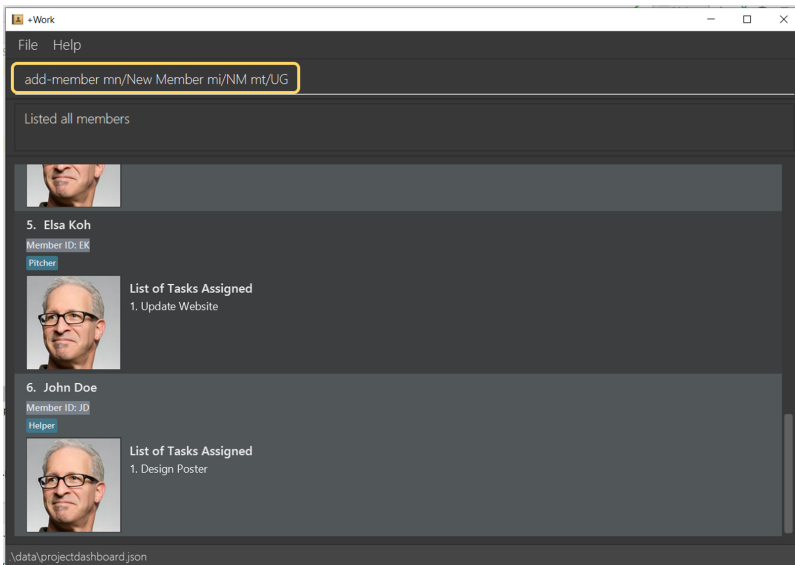 +Work
File Help
add-member mn/New Member mi/NM mt/UG
Listed all members
5. Elsa Koh
Member ID: EK
Pitcher
List of Tasks Assigned
1. Update Website
6. John Doe
Member ID: JD
Helper
List of Tasks Assigned
1. Design Poster
.\data\projectdashboard.json